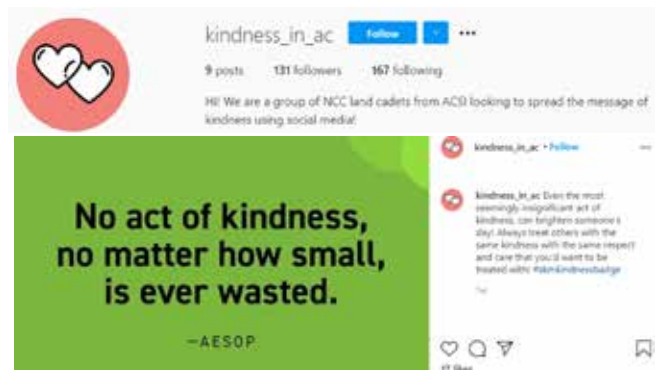 kindness_in_ac Follow
9 posts 131 followers 167 following
Hi! We are a group of NCC land cadets from ACSI looking to spread the message of
kindness using social media!
kindness_in_ac • Follow
No act of kindness,
no matter how small,
is ever wasted.
—AESOP
kindness_in_ac Even the most
seemingly insignificant act of
kindness, can brighten someone's
day! Always treat others with the
same kindness with the same respect
and care that you'd want to be
treated with!
17 likes